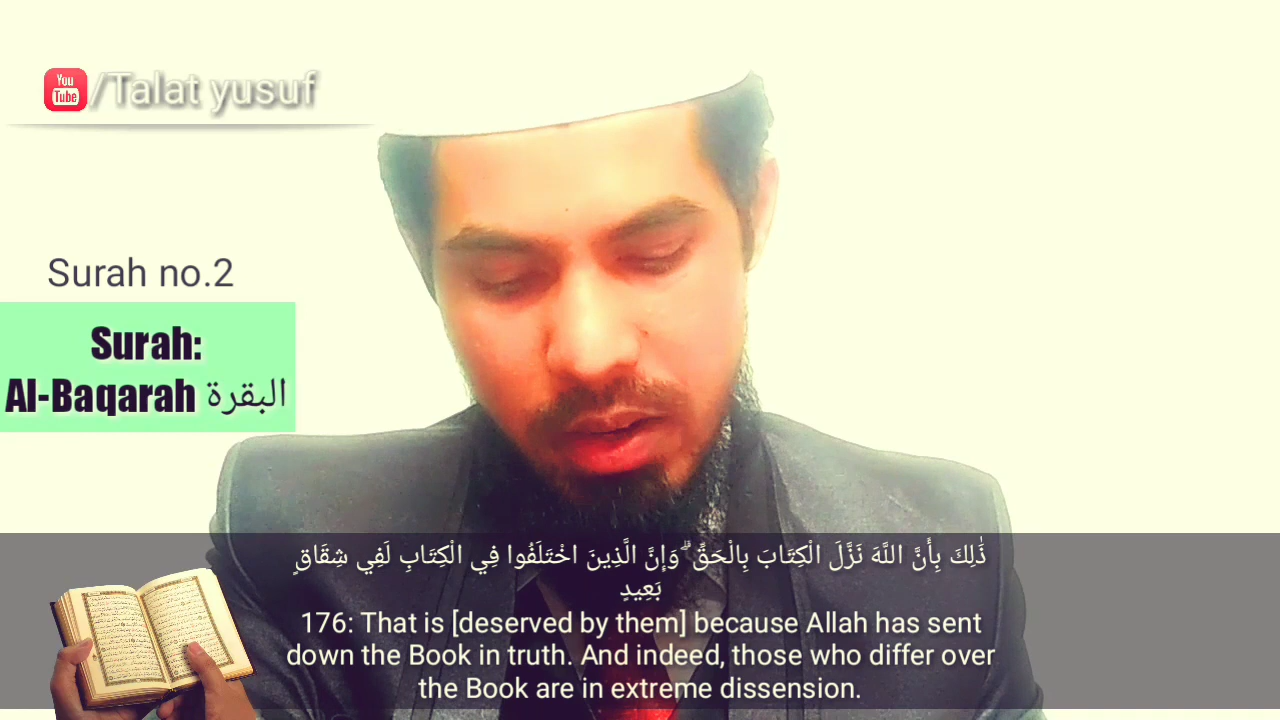 You
Tube
/Talat yusuf
Surah no.2
Surah:
Al-Baqarah البقرة
ذَٰلِكَ بِأَنَّ اللَّهَ نَزَّلَ الْكِتَابَ بِالْحَقِّ ۗ وَإِنَّ الَّذِينَ اخْتَلَفُوا فِي الْكِتَابِ لَفِي شِقَاقٍ
بَعِيدٍ
176: That is [deserved by them] because Allah has sent
down the Book in truth. And indeed, those who differ over
the Book are in extreme dissension.